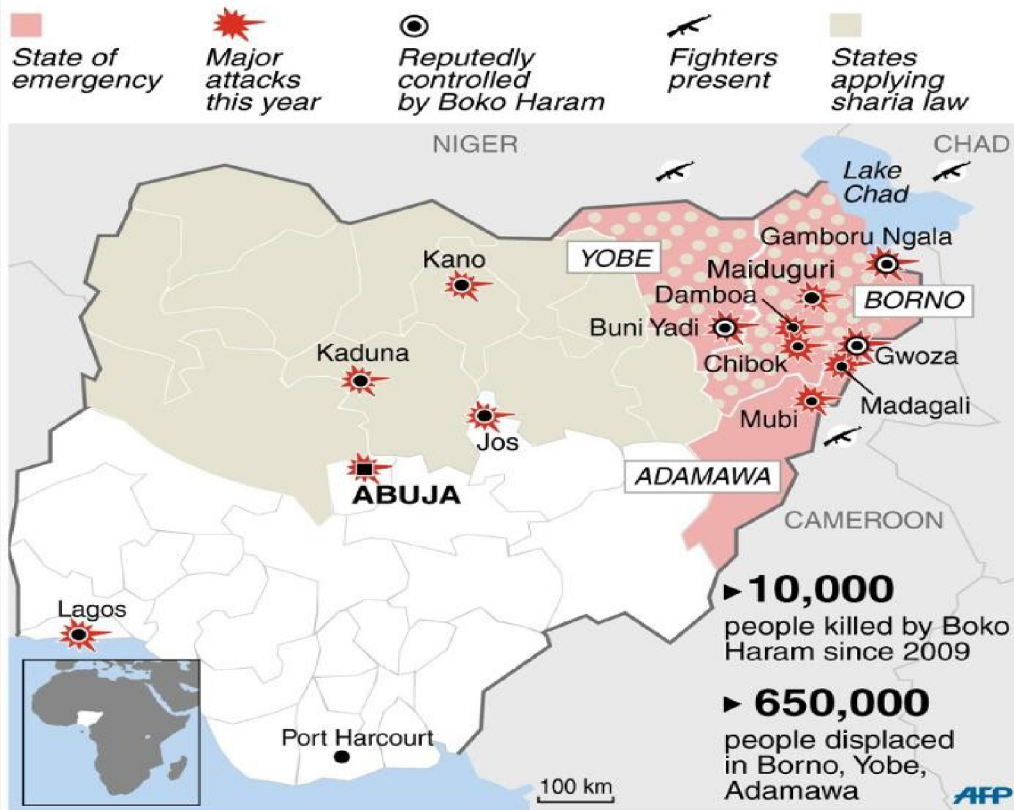 State of
emergency
Major
attacks
this year
Reputedly
controlled
by Boko Haram
Fighters
present
States
applying
sharia law
NIGER
CHAD
Lake
Chad
Gamboru Ngala
YOBE
Kano
Maiduguri
Damboa
BORNO
Buni Yadi
Kaduna
Chibok
Gwoza
Madagali
Mubi
Jos
ABUJA
ADAMAWA
CAMEROON
10,000
people killed by Boko
Haram since 2009
Lagos
650,000
people displaced
in Borno, Yobe,
Adamawa
Port Harcourt
100 km
AFP